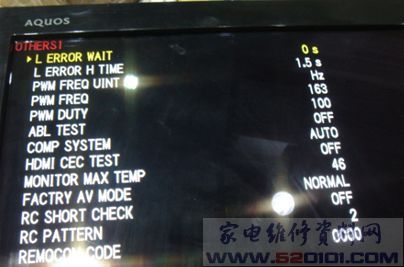 AQUOS
[OTHERS]
L ERROR WAIT 0 s
L ERROR H TIME 1.5 s
PWM FREQ UINT Hz
PWM FREQ 163
PWM DUTY 100
ABL TEST OFF
COMP SYSTEM AUTO
HDMI CEC TEST OFF
MONITOR MAX TEMP 46
FACTRY AV MODE NORMAL
RC SHORT CHECK OFF
RC PATTERN 2
REMOCON CODE 0000
家电维修资料网
www.520101.com